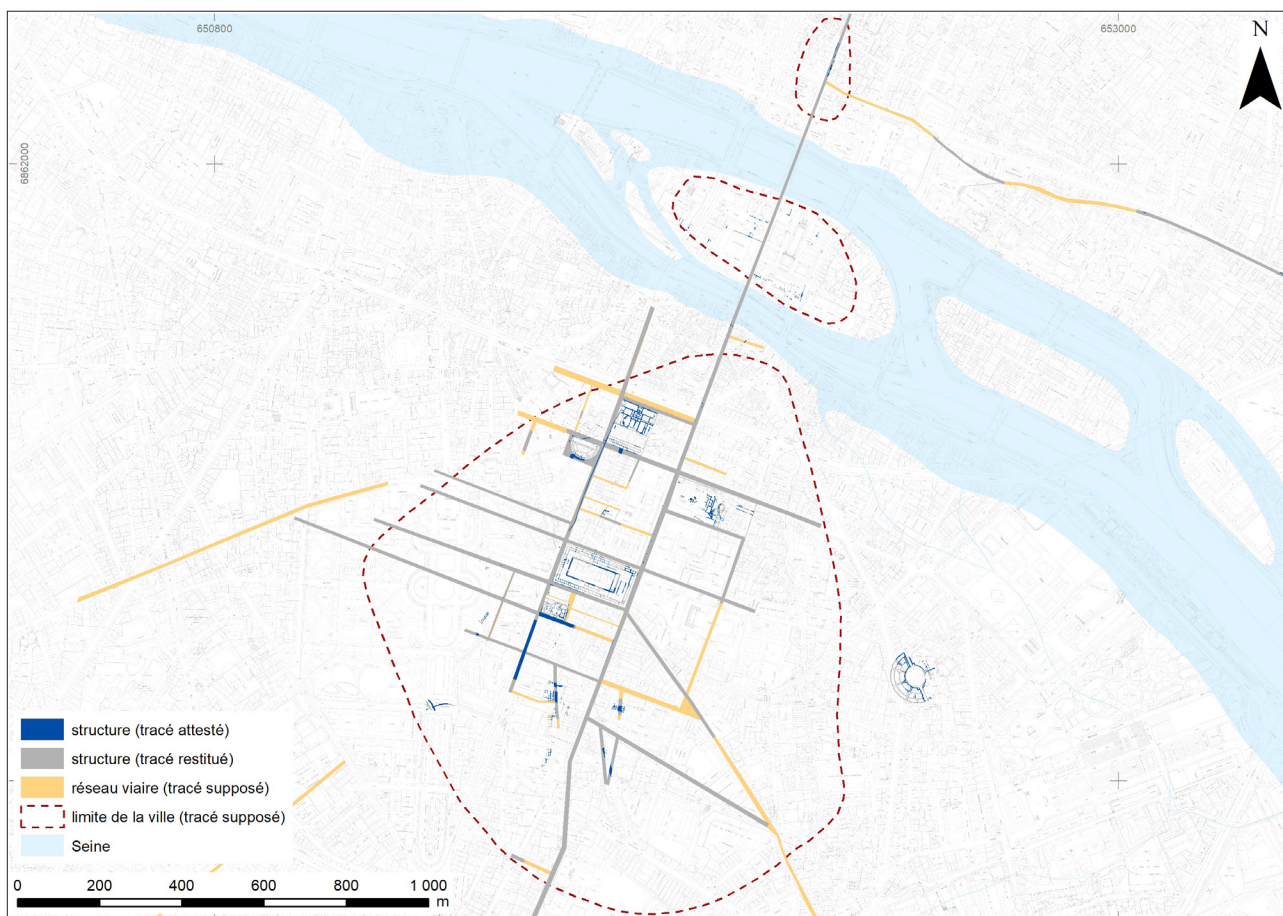 650800
653000
N
6862000
structure (tracé attesté)
structure (tracé restitué)
réseau viaire (tracé supposé)
limite de la ville (tracé supposé)
Seine
0 200 400 600 800 1 000
m